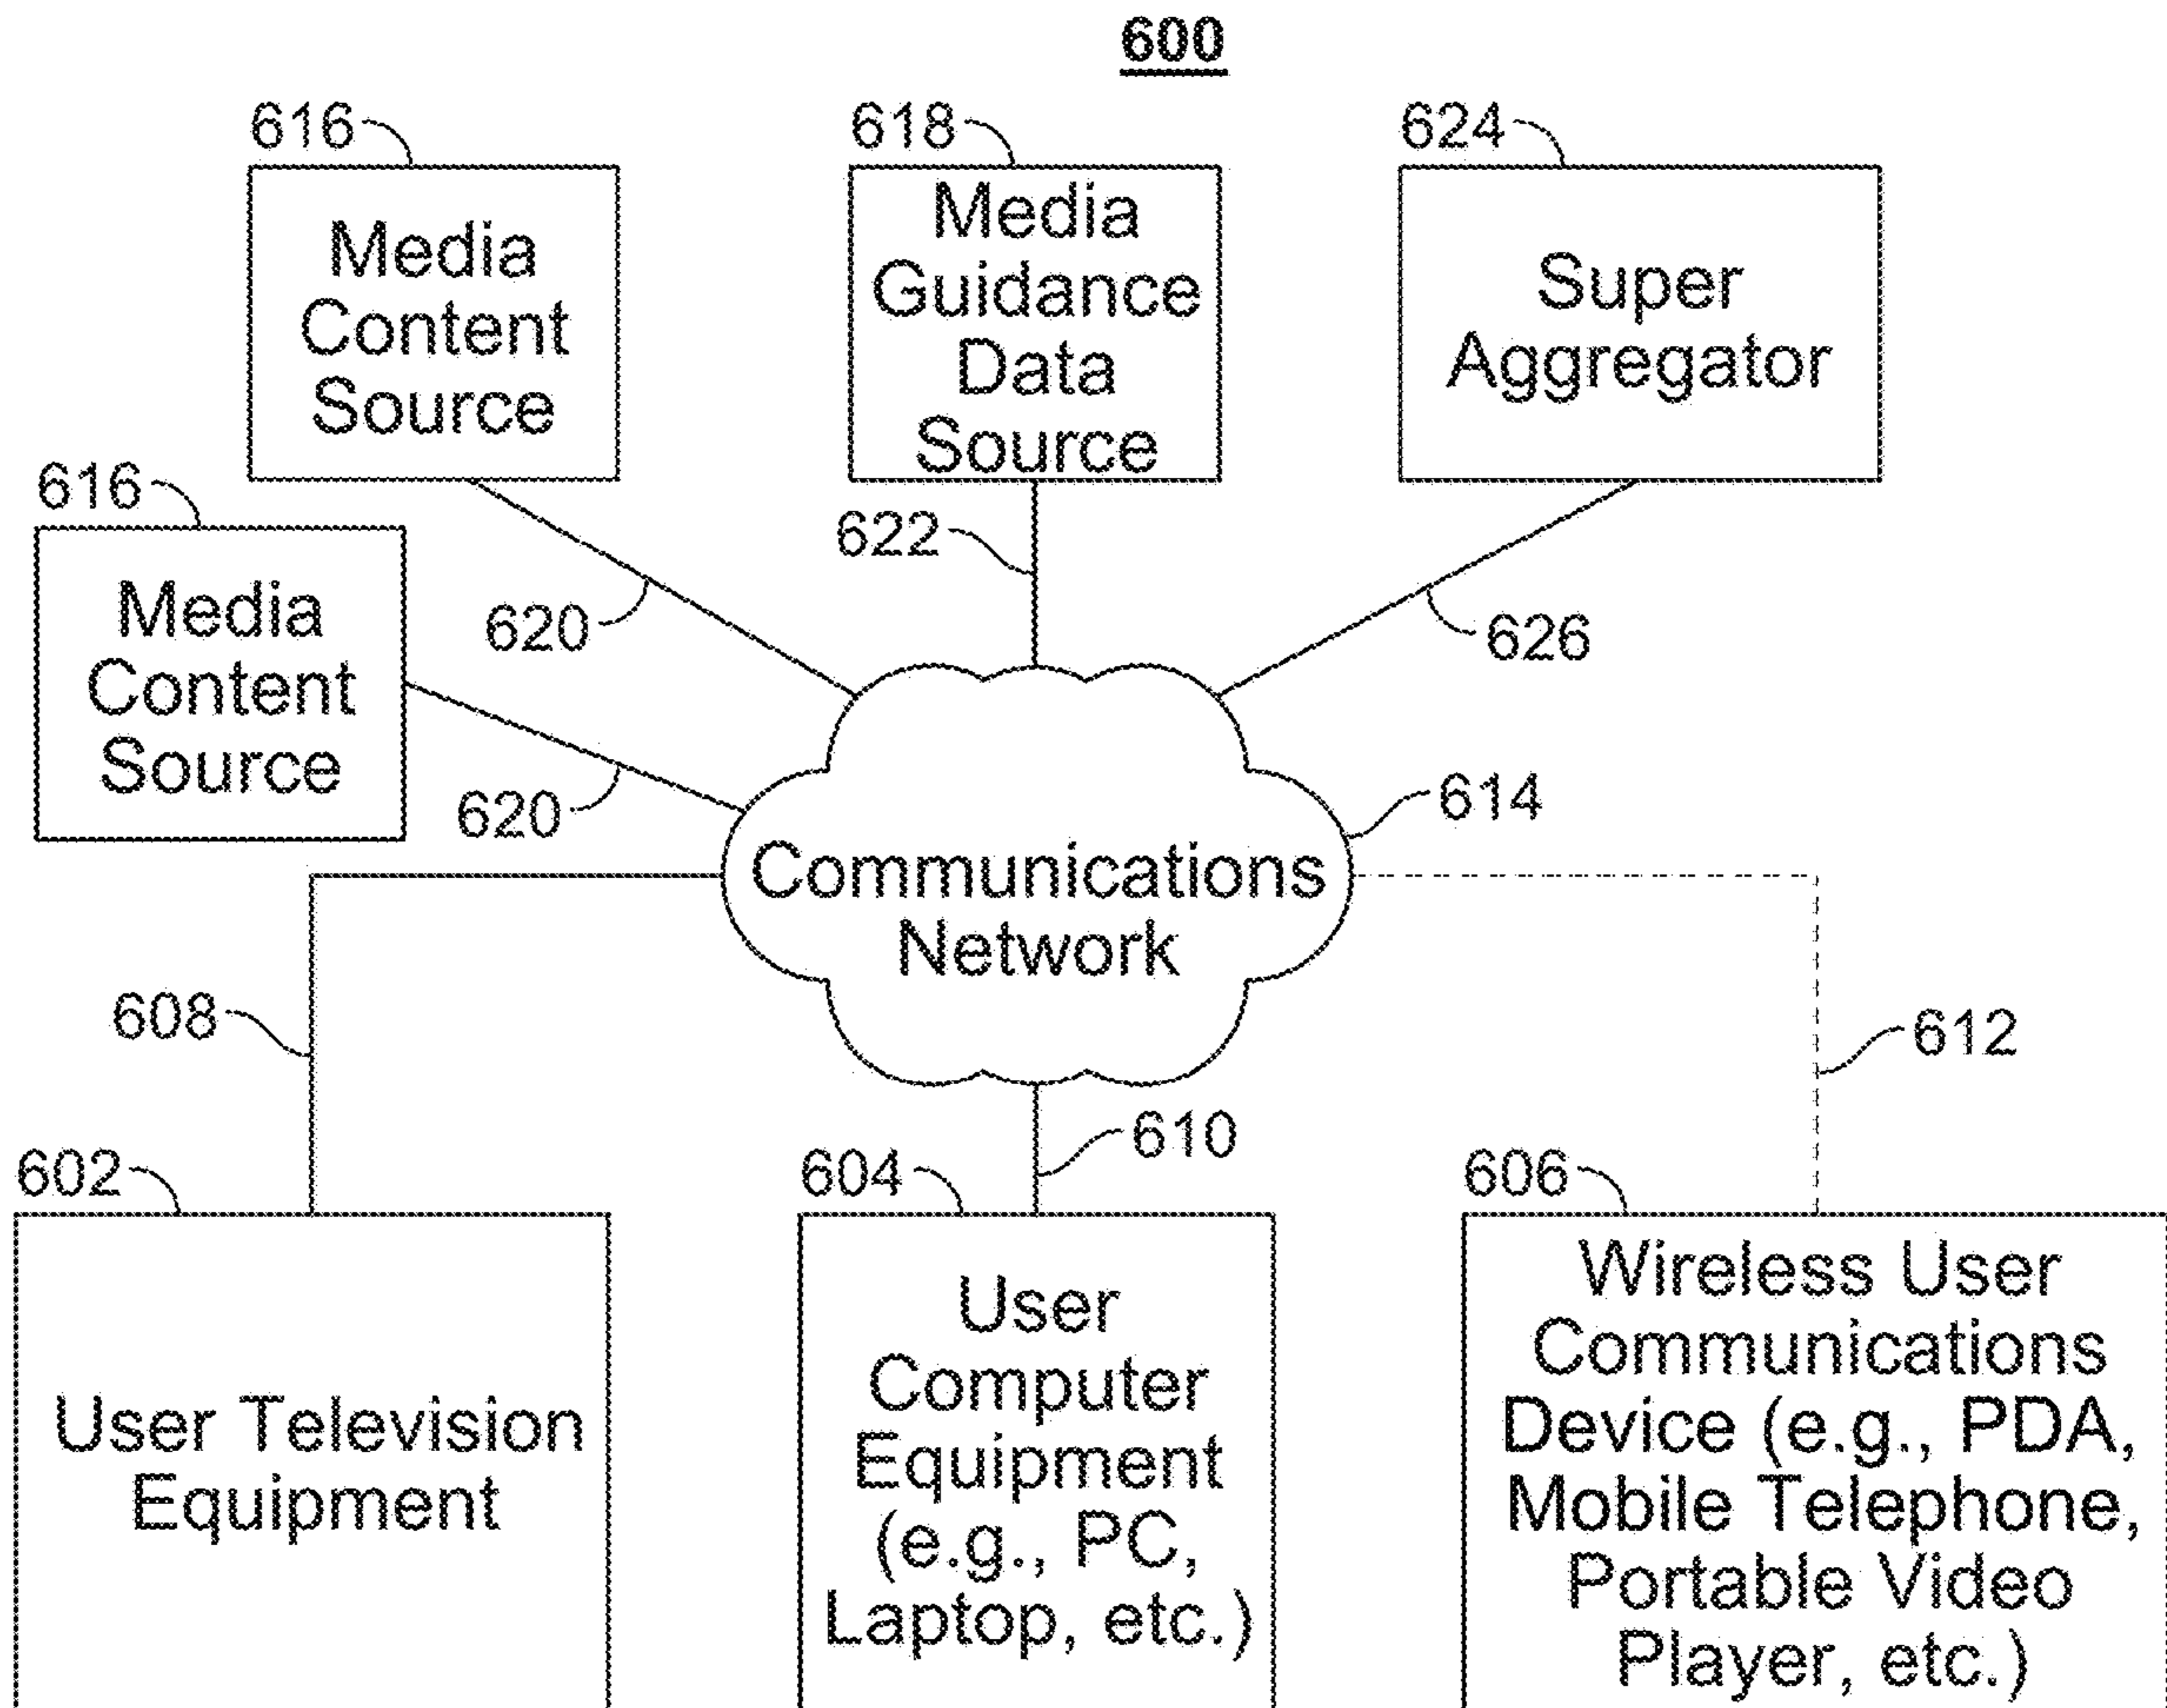 600
616
618
624
Media
Content
Source
Media
Guidance
Data
Source
Super
Aggregator
616
622
620
626
Media
Content
Source
620
614
Communications
Network
608
612
610
602
604
606
User Television
Equipment
User
Computer
Equipment
(e.g., PC,
Laptop, etc.)
Wireless User
Communications
Device (e.g., PDA,
Mobile Telephone,
Portable Video
Player, etc.)